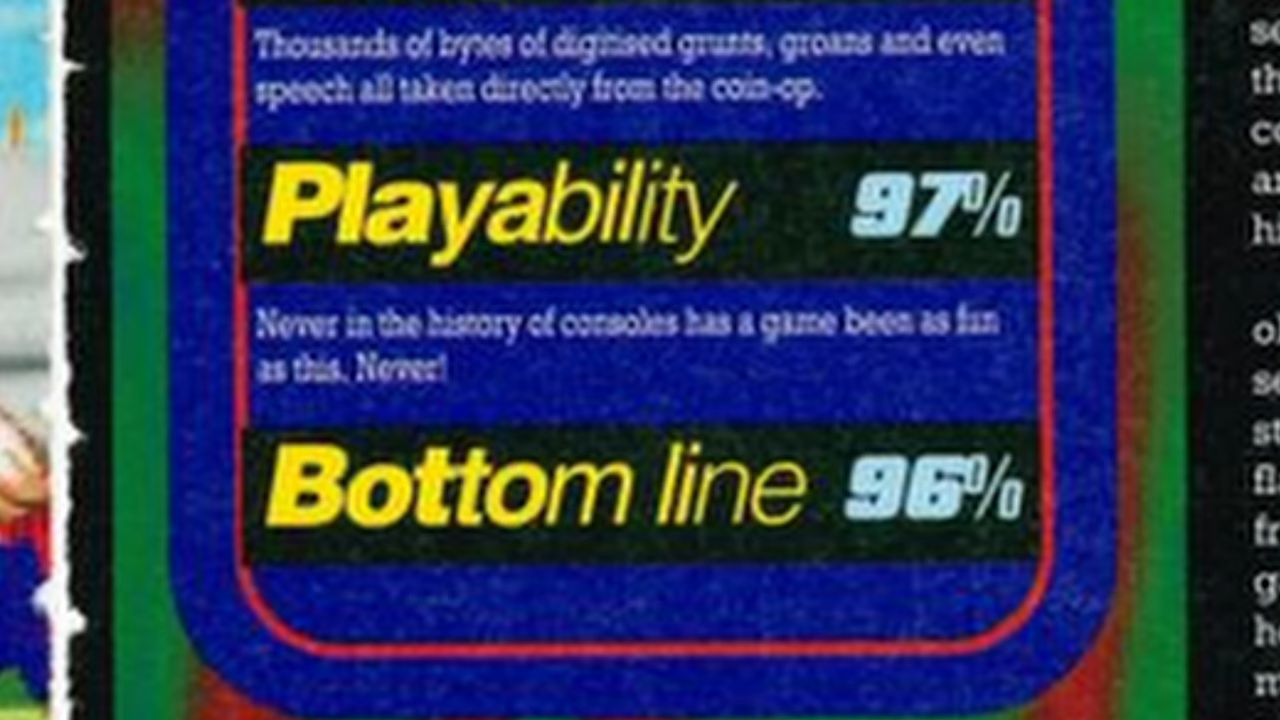 Thousands of bytes of digitised grunts, groans and even
speech all taken directly from the coin-op.
Playability 97%
Never in the history of consoles has a game been as fun
as this. Never!
Bottom line 96%